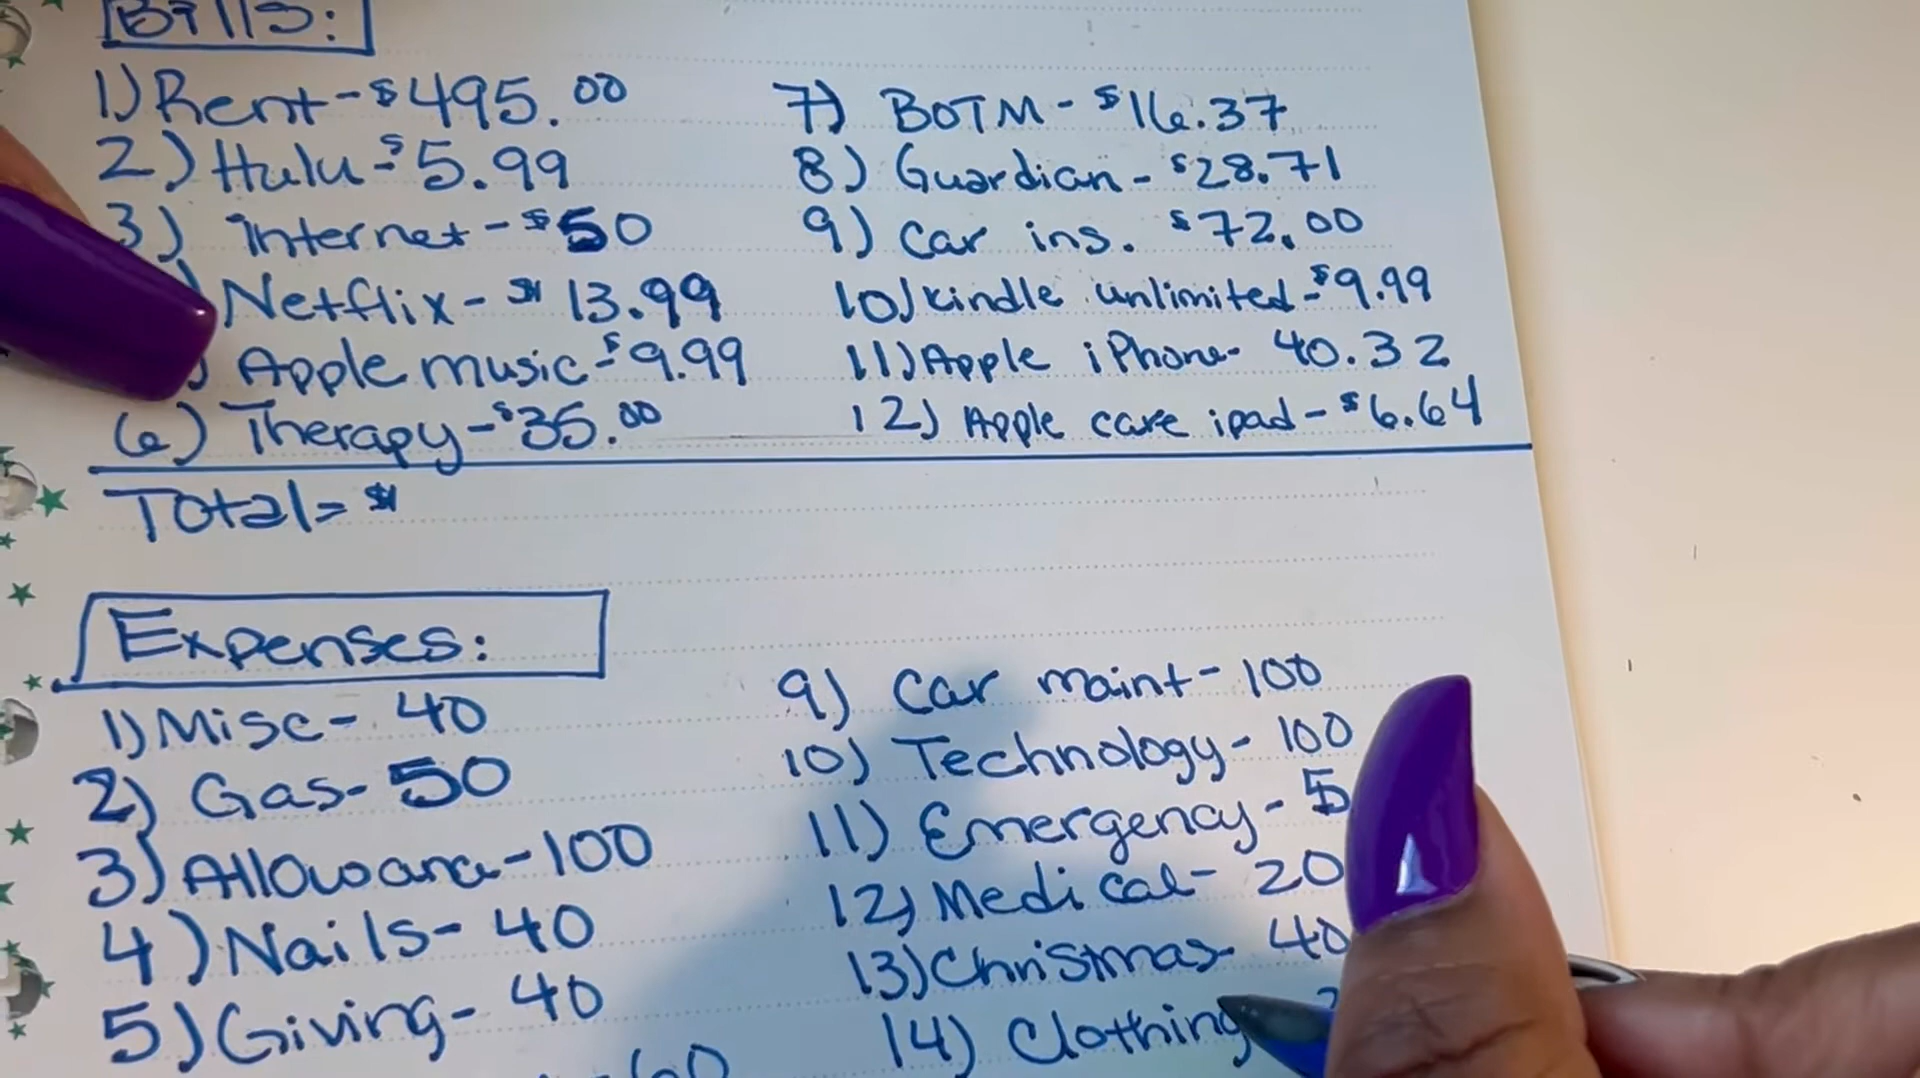 Bills:
1) Rent - $495.00
2) Hulu - $5.99
3) internet - $50
Netflix - $13.99
) Apple music - $9.99
6) Therapy - $35.00
7) BOTM - $16.37
8) Guardian - $28.71
9) Car ins. $72.00
10) Kindle unlimited - $9.99
11) Apple iPhone - 40.32
12) Apple care ipad - $6.64
Total = $
Expenses:
1) Misc - 40
2) Gas - 50
3) Allowance - 100
4) Nails - 40
5) Giving - 40
- 60
9) Car maint - 100
10) Technology - 100
11) Emergency - 5
12) Medical - 20
13) Christmas - 40
14) Clothing